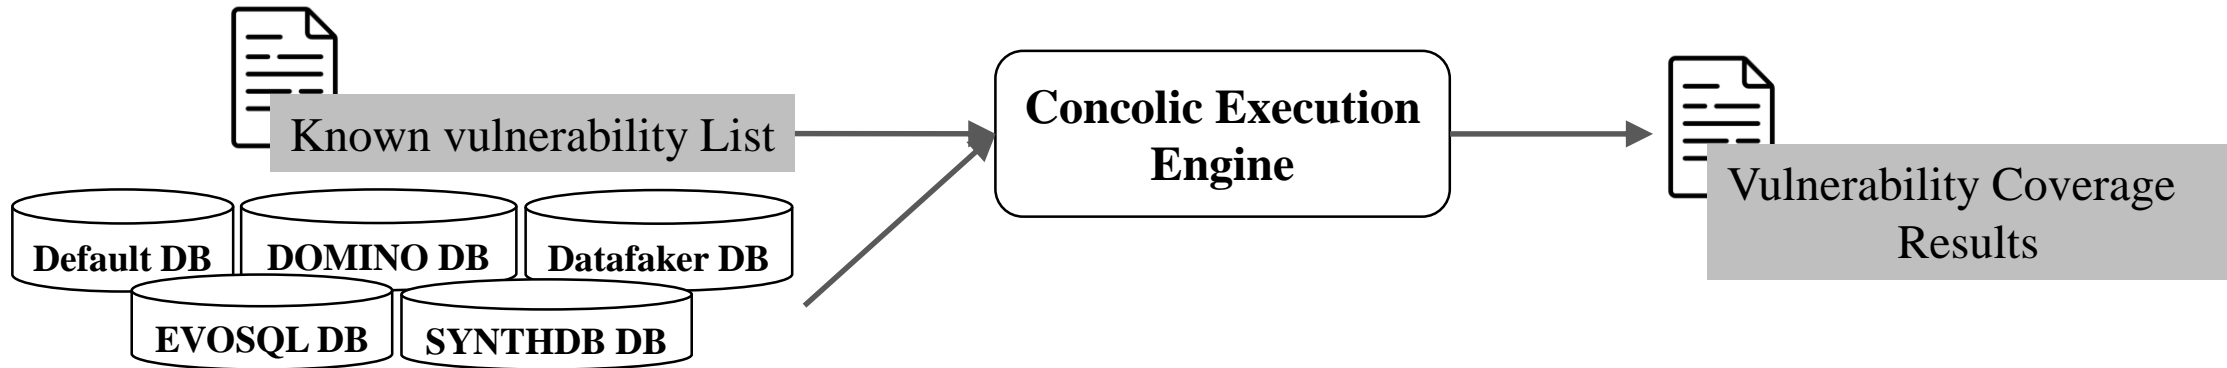 Known vulnerability List
Concolic Execution
Engine
Vulnerability Coverage
Results
Default DB
DOMINO DB
Datafaker DB
EVOSQL DB
SYNTHDB DB